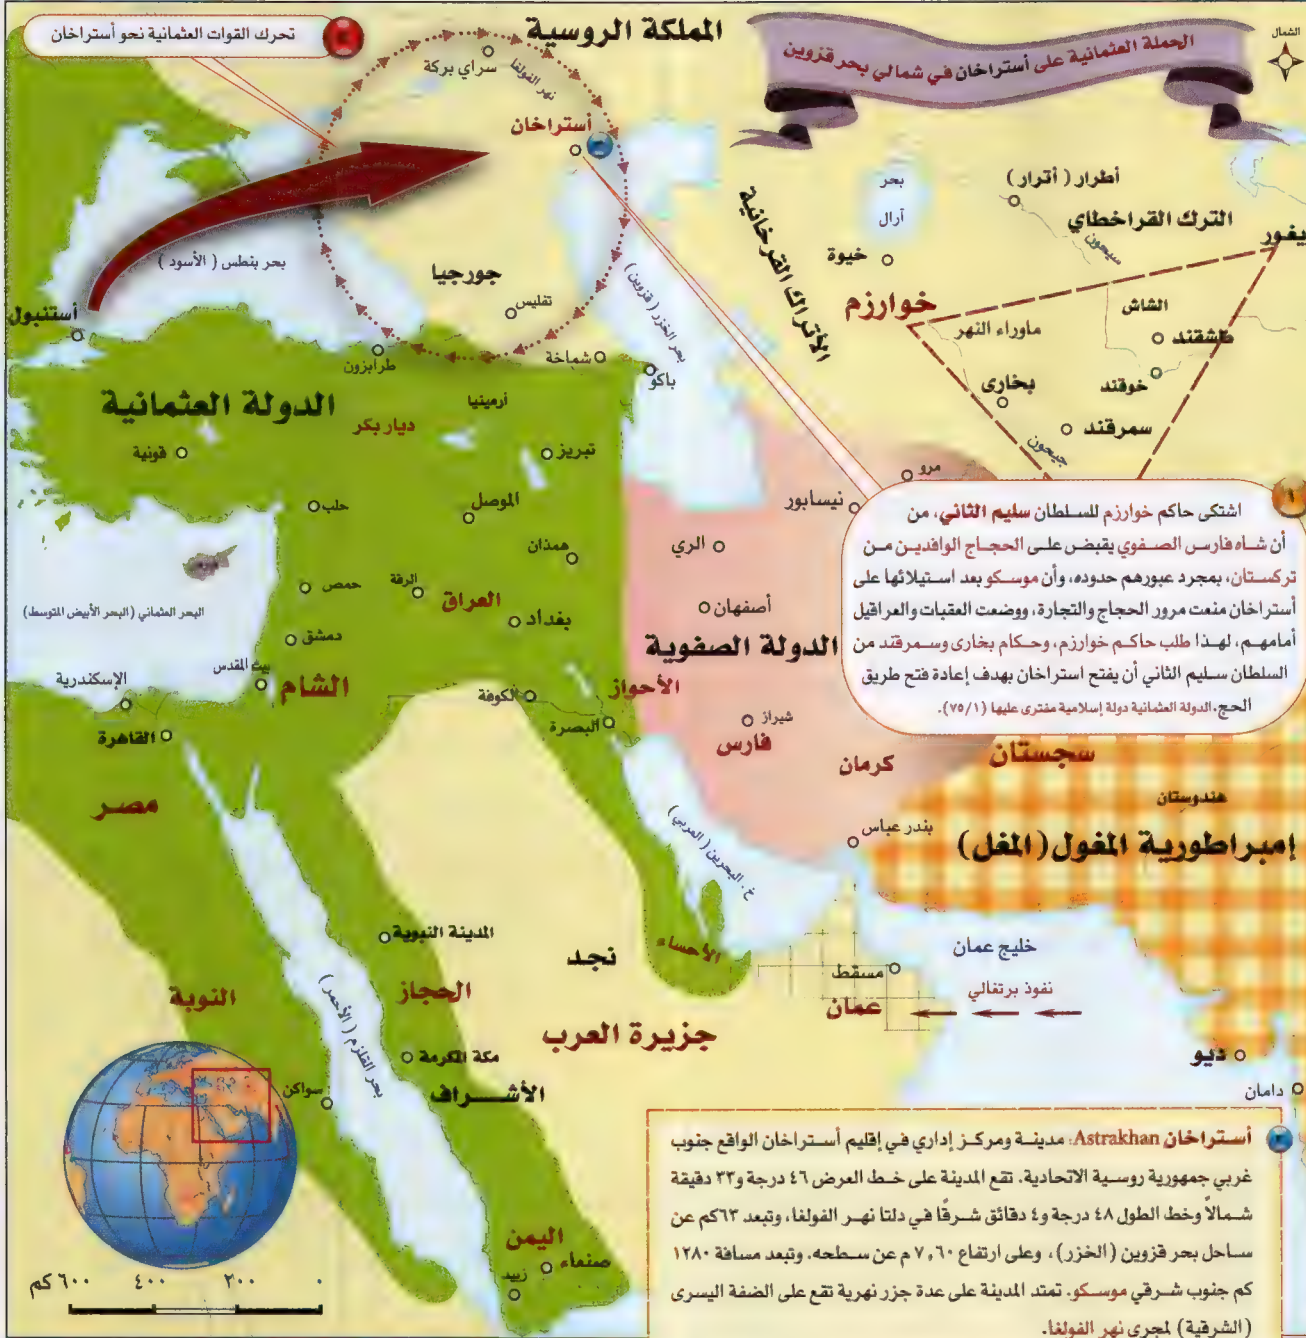 الحملة العثمانية على أستراخان في شمالي بحر قزوين
الشمال
٢
تحرك القوات العثمانية نحو أستراخان
المملكة الروسية
سراي بركة
نهر الفولغا
أستراخان
٣
بحر
آرال
أطرار ( أترار )
الترك القراخطاي
سيحون
يغور
الأتراك القرخانية
خيوة
خوارزم
ماوراء النهر
الشاش
طشقند
خوقند
بخارى
سمرقند
جيحون
بحر بنطس ( الأسود )
جورجيا
تفليس
بحر الخزر ( قزوين )
أستنبول
طرابزون
شماخة
باكو
الدولة العثمانية
أرمينيا
ديار بكر
قونية
تبريز
مرو
نيسابور
حلب
الموصل
همذان
الري
حمص
الرقة
العراق
بغداد
أصفهان
البحر العثماني (البحر الأبيض المتوسط)
دمشق
الدولة الصفوية
بيت المقدس
الشام
الإسكندرية
الكوفة
الأحواز
البصرة
شيراز
فارس
القاهرة
كرمان
سجستان
مصر
١
اشتكى حاكم خوارزم للسلطان سليم الثاني، من
أن شاه فارس الصفوي يقبض على الحجاج الوافدين من
تركستان، بمجرد عبورهم حدوده، وأن موسكو بعد استيلائها على
أستراخان منعت مرور الحجاج والتجارة، ووضعت العقبات والعراقيل
أمامهم، لهذا طلب حاكم خوارزم، وحكام بخارى وسمرقند من
السلطان سليم الثاني أن يفتح استراخان بهدف إعادة فتح طريق
الحج. الدولة العثمانية دولة إسلامية مفترى عليها (٧٥/١).
هندوستان
إمبراطورية المغول (المغل)
بندر عباس
خ. البحرين ( العربي )
المدينة النبوية
نجد
الأحساء
خليج عمان
مسقط
نفوذ برتغالي
عمان
النوبة
الحجاز
جزيرة العرب
بحر القلزم ( الأحمر )
مكة المكرمة
الأشراف
سواكن
ديو
دامان
اليمن
صنعاء
زبيد
٠ ٢٠٠ ٤٠٠ ٦٠٠ كم
٣
أستراخان Astrakhan: مدينة ومركز إداري في إقليم أستراخان الواقع جنوب
غربي جمهورية روسية الاتحادية. تقع المدينة على خط العرض ٤٦ درجة و٣٣ دقيقة
شمالاً وخط الطول ٤٨ درجة و٤ دقائق شرقًا في دلتا نهر الفولغا، وتبعد ٦٣كم عن
ساحل بحر قزوين (الخزر)، وعلى ارتفاع ٧,٦٠ م عن سطحه. وتبعد مسافة ١٢٨٠
كم جنوب شرقي موسكو. تمتد المدينة على عدة جزر نهرية تقع على الضفة اليسرى
(الشرقية) لمجرى نهر الفولغا.